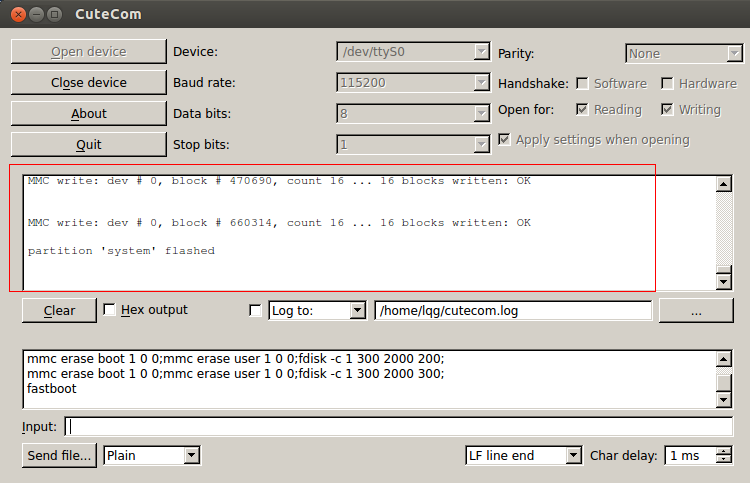 CuteCom
Open device
Device:
/dev/ttyS0
Parity:
None
Close device
Baud rate:
115200
Handshake:
Software
Hardware
About
Data bits:
8
Open for:
Reading
Writing
Quit
Stop bits:
1
Apply settings when opening
MMC write: dev # 0, block # 470690, count 16 ... 16 blocks written: OK
MMC write: dev # 0, block # 660314, count 16 ... 16 blocks written: OK
partition 'system' flashed
Clear
Hex output
Log to:
/home/lqg/cutecom.log
...
mmc erase boot 1 0 0;mmc erase user 1 0 0;fdisk -c 1 300 2000 200;
mmc erase boot 1 0 0;mmc erase user 1 0 0;fdisk -c 1 300 2000 300;
fastboot
Input:
Send file...
Plain
LF line end
Char delay:
1 ms